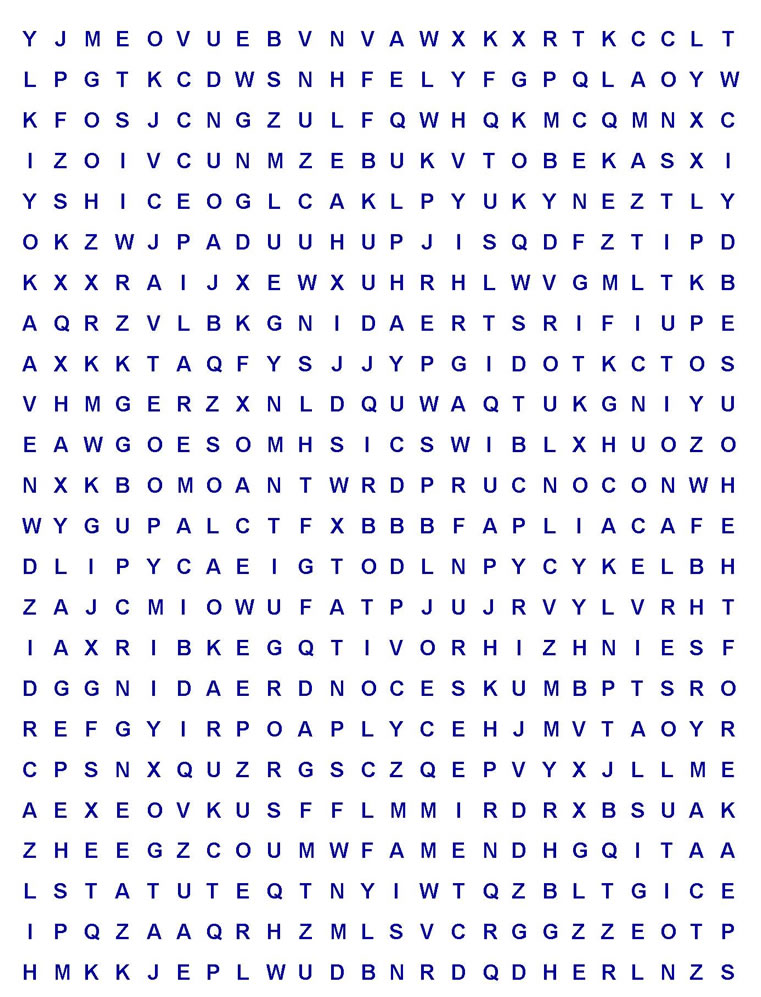 Y J M E O V U E B V N V A W X K X R T K C C L T
L P G T K C D W S N H F E L Y F G P Q L A O Y W
K F O S J C N G Z U L F Q W H Q K M C Q M N X C
I Z O I V C U N M Z E B U K V T O B E K A S X I
Y S H I C E O G L C A K L P Y U K Y N E Z T L Y
O K Z W J P A D U U H U P J I S Q D F Z T I P D
K X X R A I J X E W X U H R H L W V G M L T K B
A Q R Z V L B K G N I D A E R T S R I F I U P E
A X K K T A Q F Y S J J Y P G I D O T K C T O S
V H M G E R Z X N L D Q U W A Q T U K G N I Y U
E A W G O E S O M H S I C S W I B L X H U O Z O
N X K B O M O A N T W R D P R U C N O C O N W H
W Y G U P A L C T F X B B B F A P L I A C A F E
D L I P Y C A E I G T O D L N P Y C Y K E L B H
Z A J C M I O W U F A T P J U J R V Y L V R H T
I A X R I B K E G Q T I V O R H I Z H N I E S F
D G G N I D A E R D N O C E S K U M B P T S R O
R E F G Y I R P O A P L Y C E H J M V T A O Y R
C P S N X Q U Z R G S C Z Q E P V Y X J L L M E
A E X E O V K U S F F L M M I R D R X B S U A K
Z H E E G Z C O U M W F A M E N D H G Q I T A A
L S T A T U T E Q T N Y I W T Q Z B L T G I C E
I P Q Z A A Q R H Z M L S V C R G G Z Z E O T P
H M K K J E P L W U D B N R D Q D H E R L N Z S